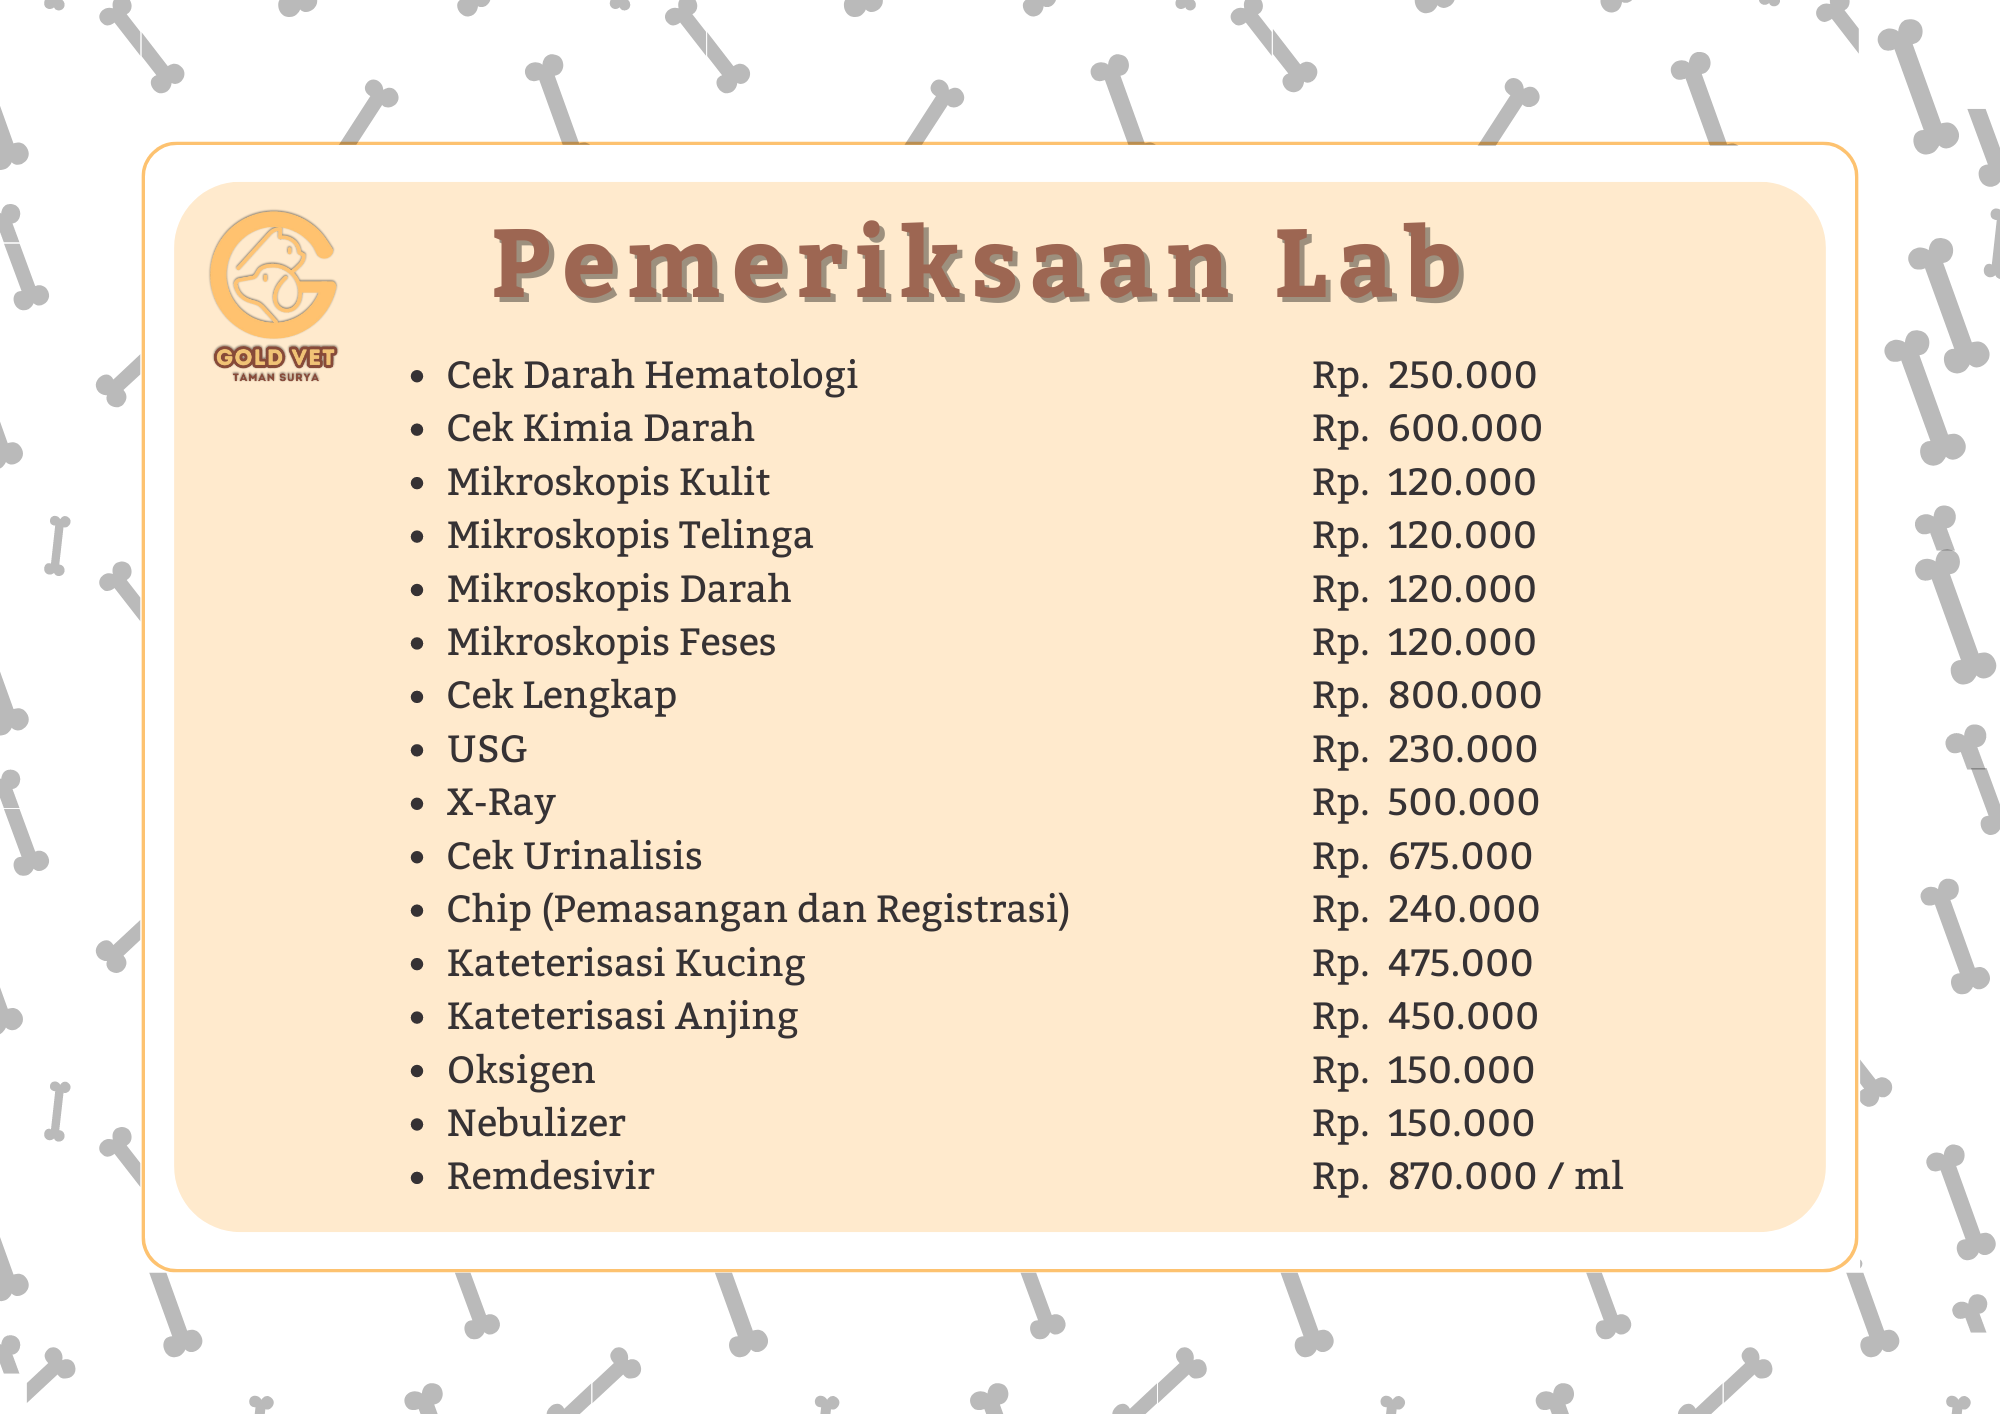 Pemeriksaan Lab
GOLD VET
TAMAN SURYA
• Cek Darah Hematologi Rp. 250.000
• Cek Kimia Darah Rp. 600.000
• Mikroskopis Kulit Rp. 120.000
• Mikroskopis Telinga Rp. 120.000
• Mikroskopis Darah Rp. 120.000
• Mikroskopis Feses Rp. 120.000
• Cek Lengkap Rp. 800.000
• USG Rp. 230.000
• X-Ray Rp. 500.000
• Cek Urinalisis Rp. 675.000
• Chip (Pemasangan dan Registrasi) Rp. 240.000
• Kateterisasi Kucing Rp. 475.000
• Kateterisasi Anjing Rp. 450.000
• Oksigen Rp. 150.000
• Nebulizer Rp. 150.000
• Remdesivir Rp. 870.000 / ml